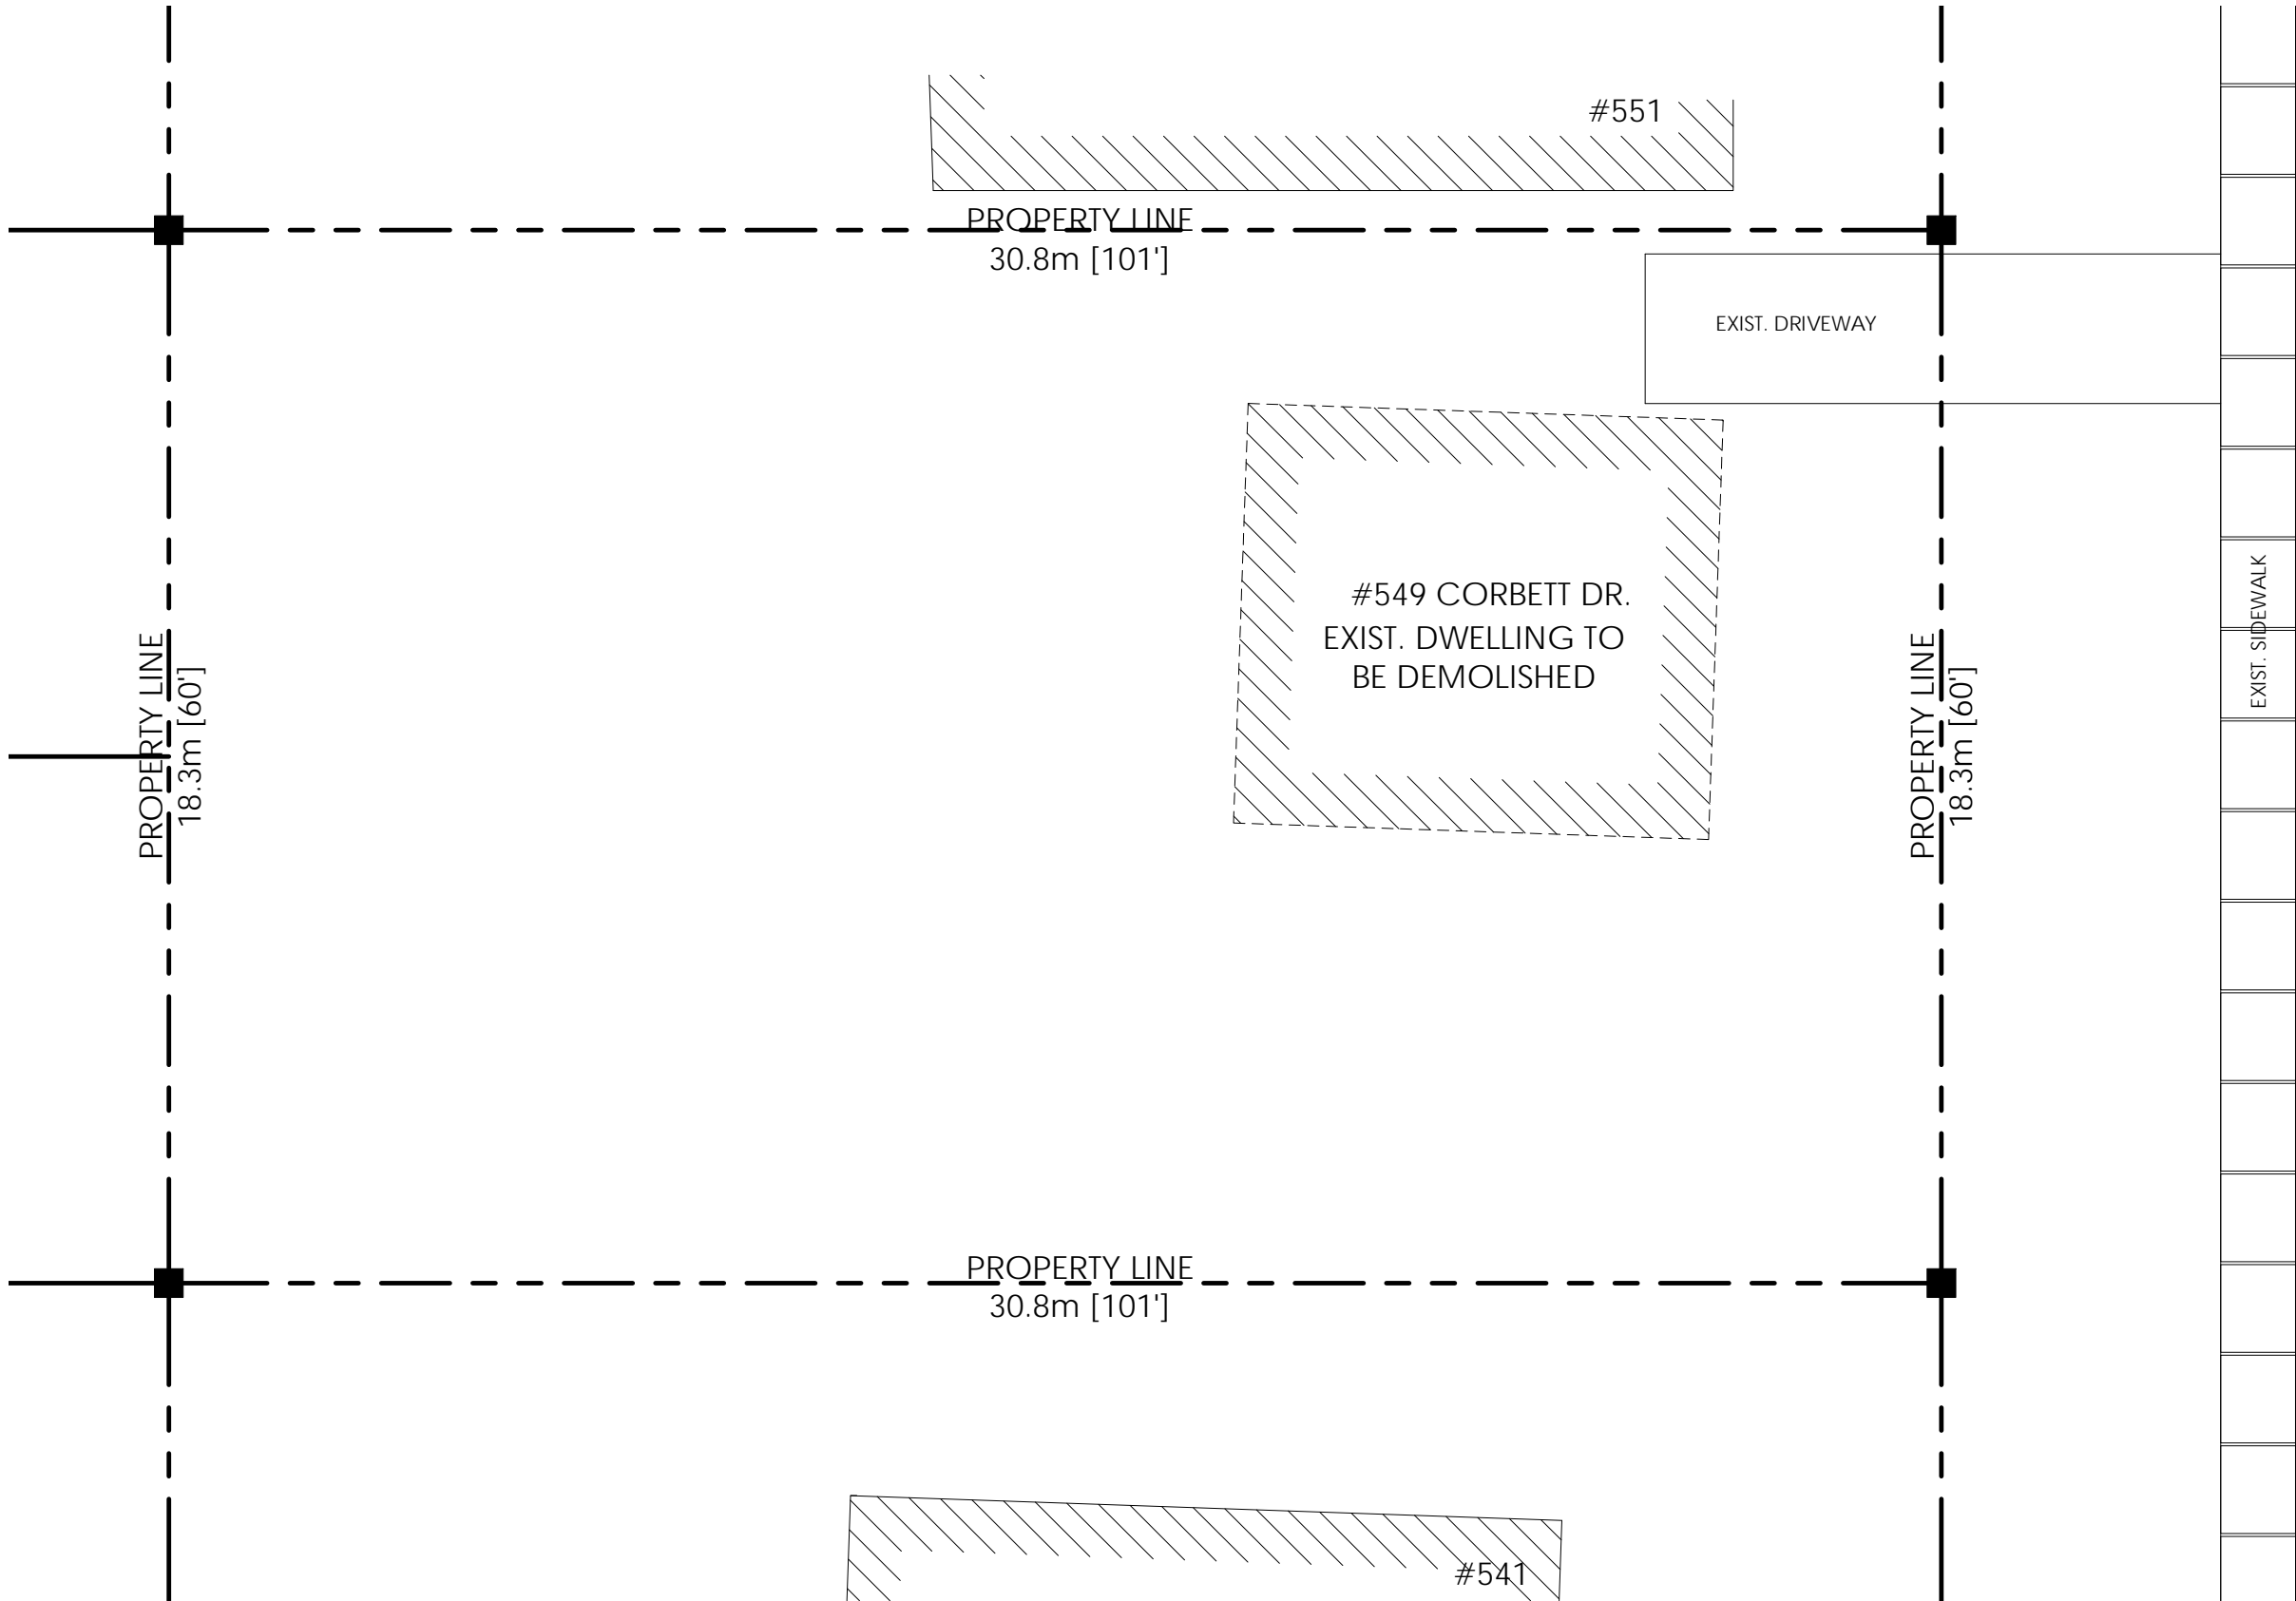 #551
PROPERTY LINE
30.8m [101']
EXIST. DRIVEWAY
#549 CORBETT DR.
EXIST. DWELLING TO
BE DEMOLISHED
PROPERTY LINE
18.3m [60']
PROPERTY LINE
18.3m [60']
EXIST. SIDEWALK
PROPERTY LINE
30.8m [101']
#541